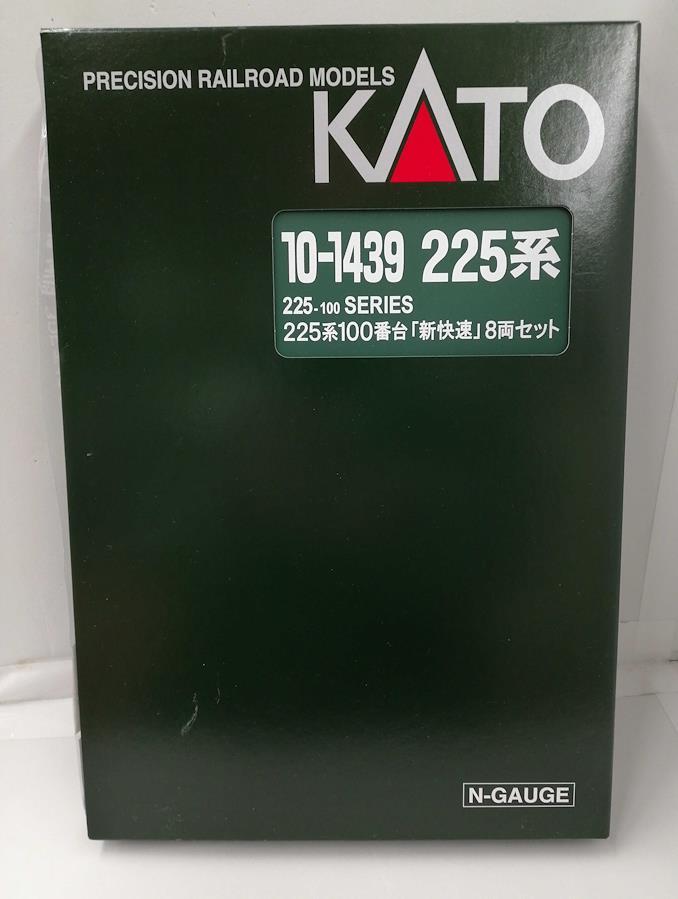 PRECISION RAILROAD MODELS
KATO
10-1439 225系
225-100 SERIES
225系100番台「新快速」8両セット
N-GAUGE